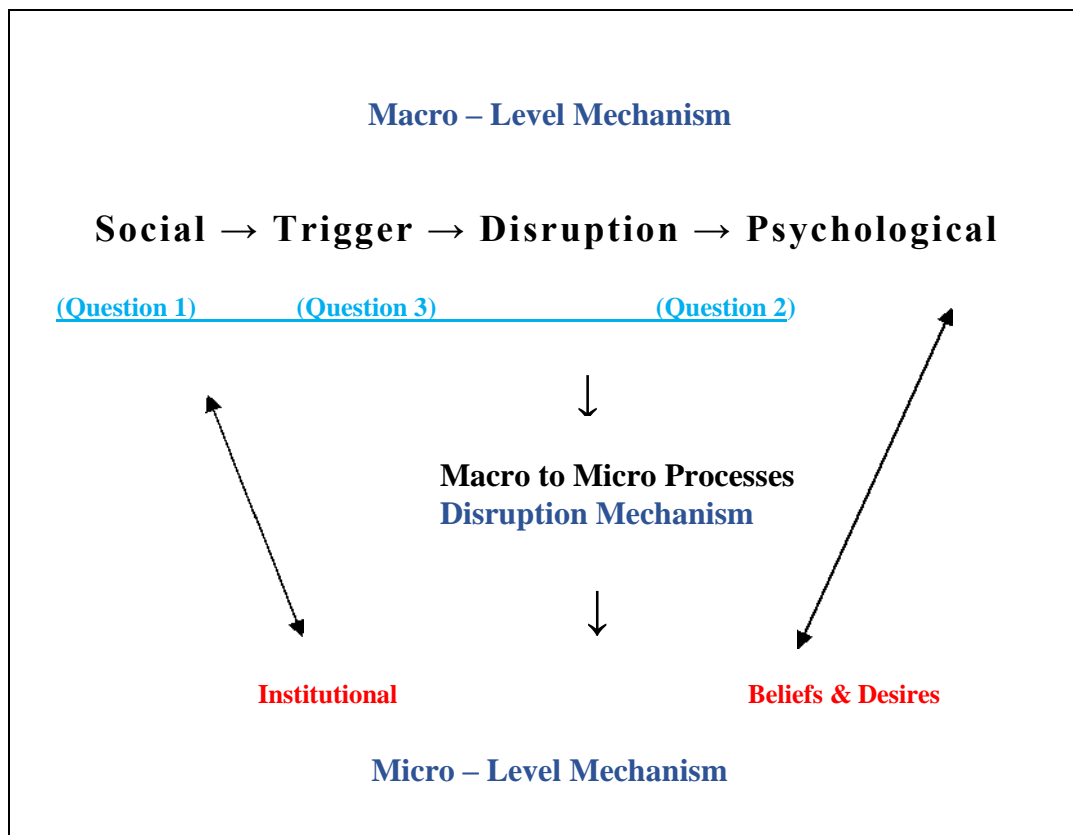 Macro – Level Mechanism
Social → Trigger → Disruption → Psychological
(Question 1) (Question 3) (Question 2)
↓
Macro to Micro Processes
Disruption Mechanism
↓
Institutional Beliefs & Desires
Micro – Level Mechanism